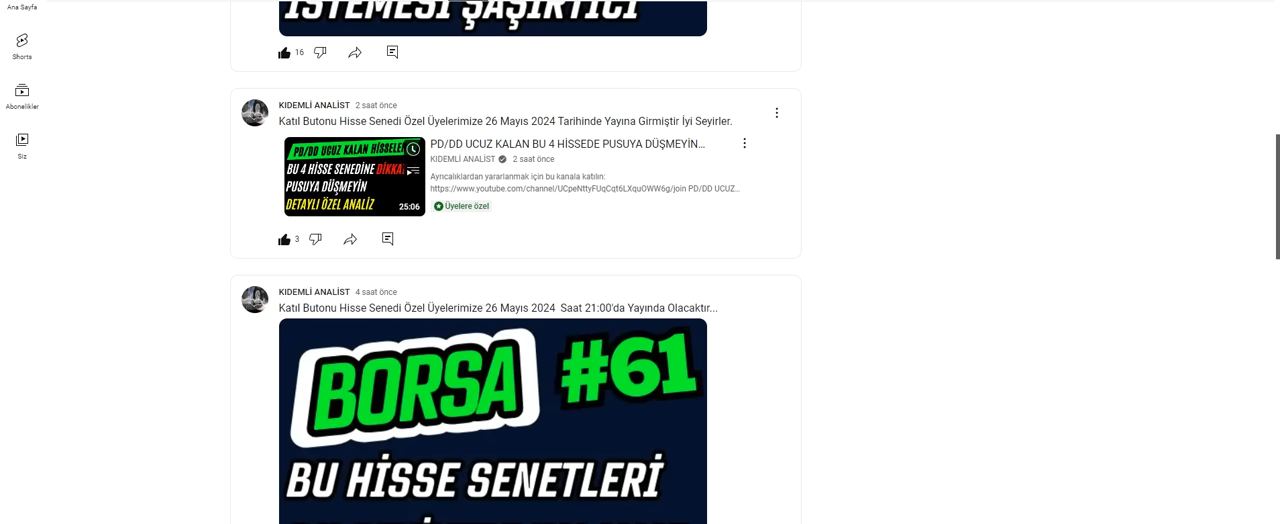 Ana Sayfa
Shorts
Abonelikler
Siz
İSTEMESİ ŞAŞIRTICI
16
KIDEMLİ ANALİST 2 saat önce
Katıl Butonu Hisse Senedi Özel Üyelerimize 26 Mayıs 2024 Tarihinde Yayına Girmiştir İyi Seyirler.
PD/DD UCUZ KALAN HİSSELER
BU 4 HİSSE SENEDİNE DİKKA
PUSUYA DÜŞMEYİN
DETAYLI ÖZEL ANALİZ
25:06
PD/DD UCUZ KALAN BU 4 HİSSEDE PUSUYA DÜŞMEYİN...
KIDEMLİ ANALİST 2 saat önce
Ayrıcalıklardan yararlanmak için bu kanala katılın:
https://www.youtube.com/channel/UCpeNttyFUqCqt6LXquOWW6g/join PD/DD UCUZ...
Üyelere özel
3
KIDEMLİ ANALİST 4 saat önce
Katıl Butonu Hisse Senedi Özel Üyelerimize 26 Mayıs 2024 Saat 21:00'da Yayında Olacaktır...
BORSA #61
BU HİSSE SENETLERİ